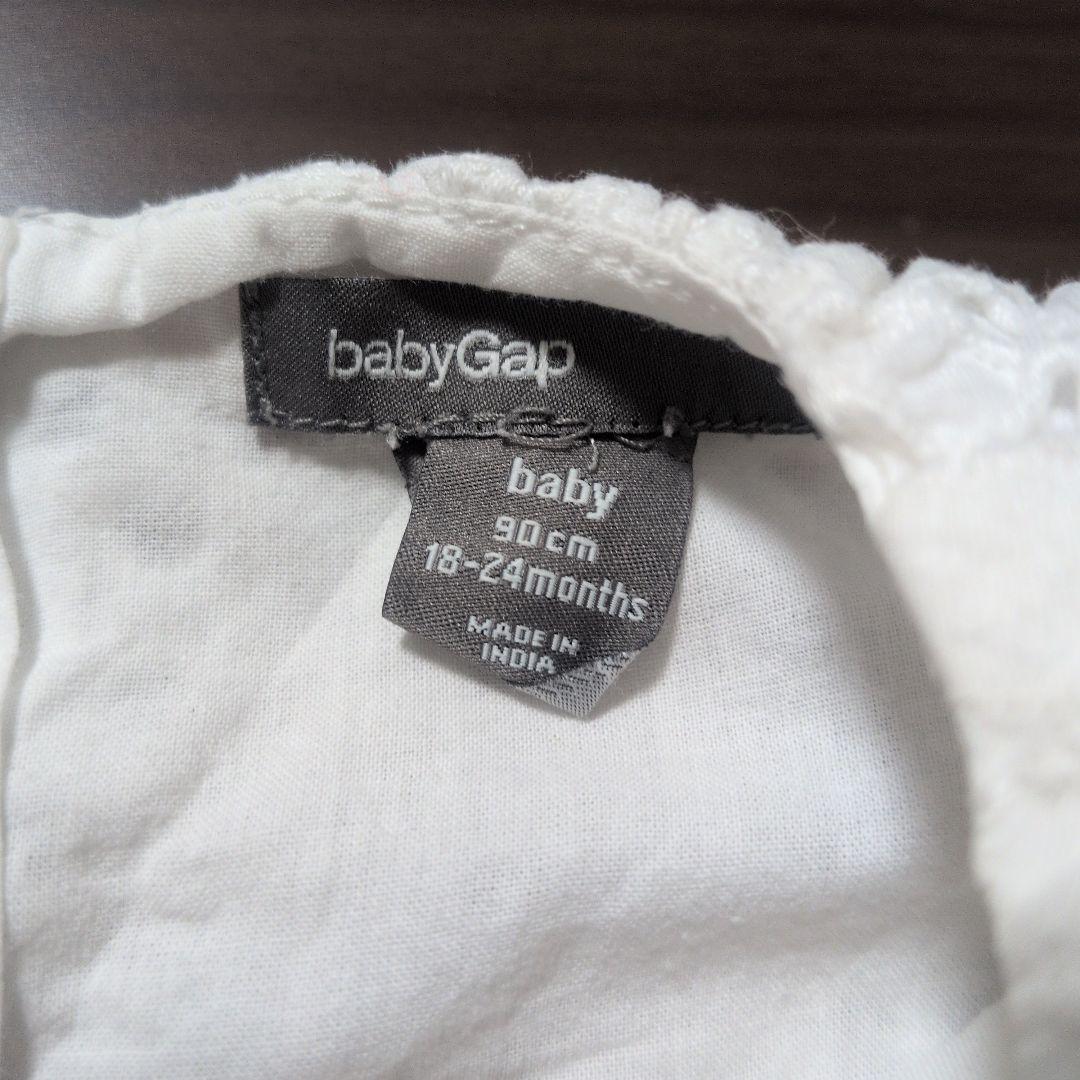 babyGap
baby
90cm
18-24months
MADE IN
INDIA